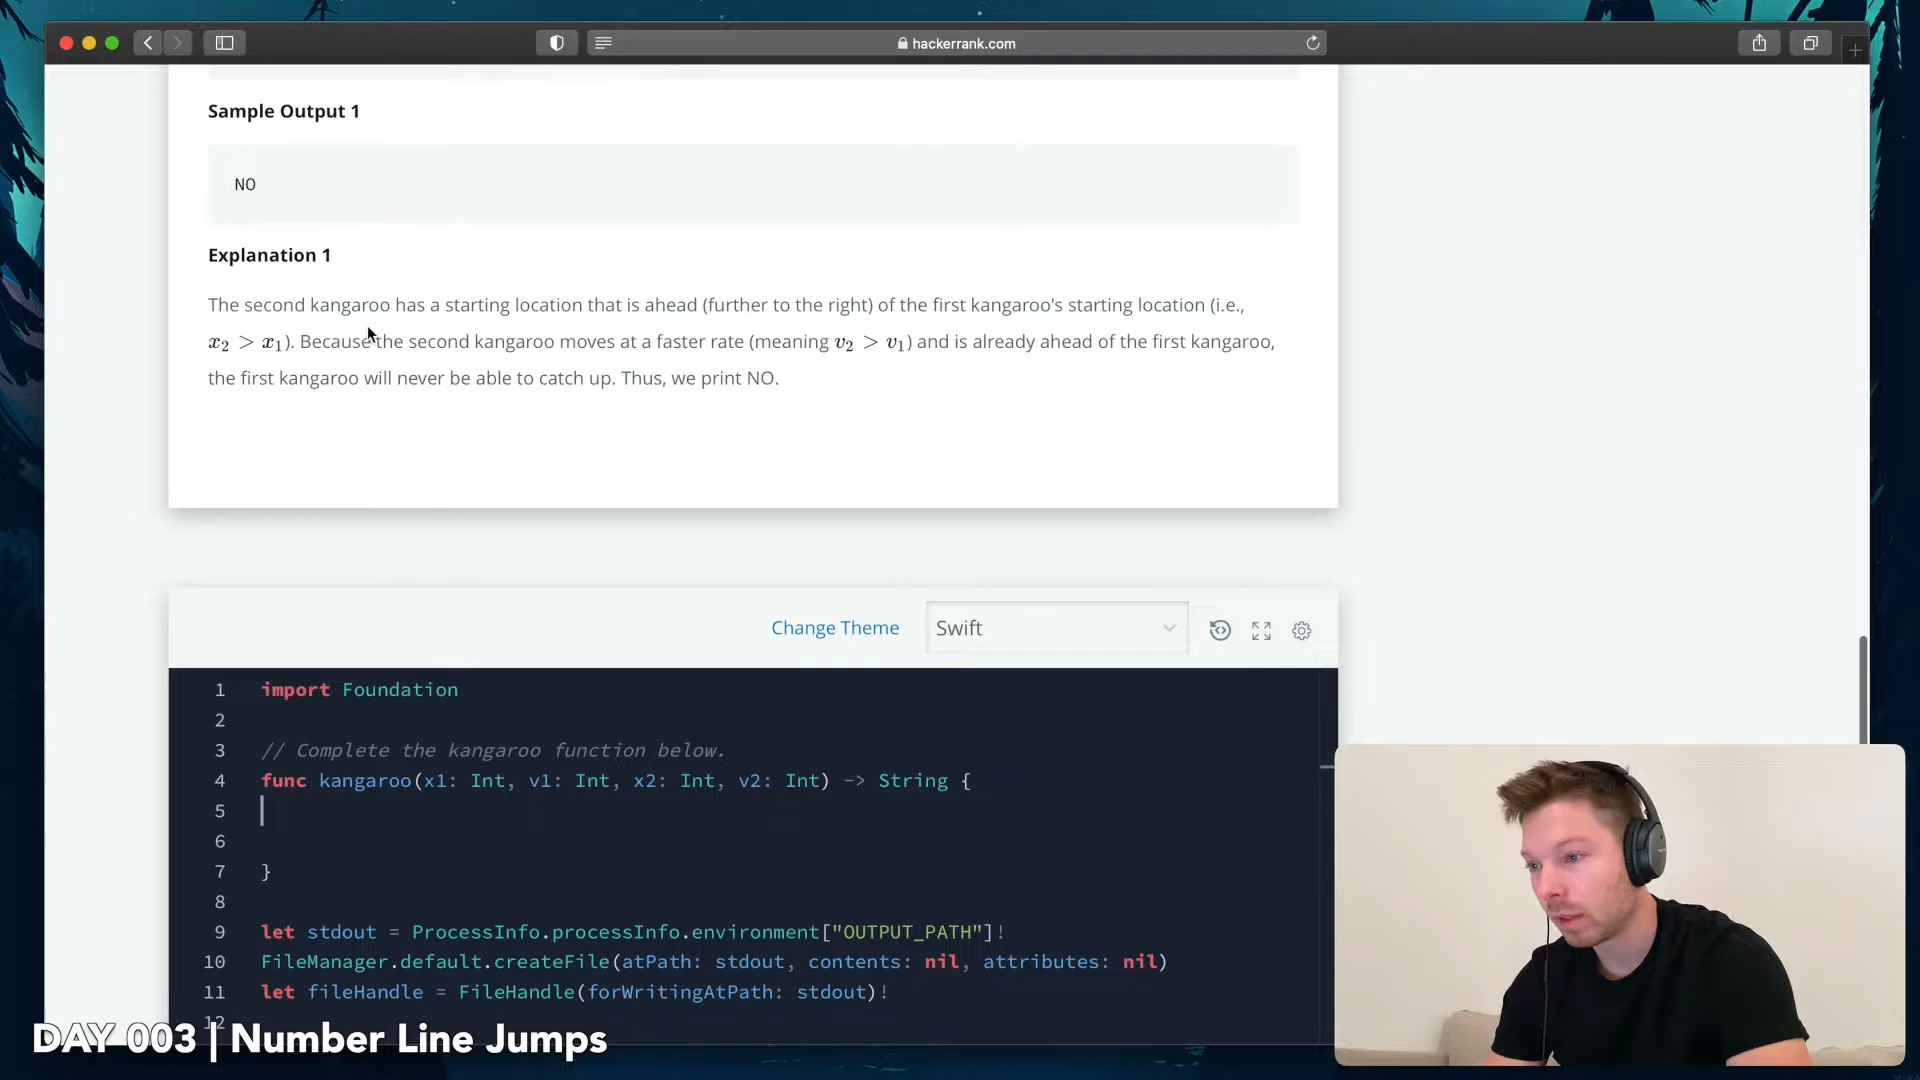 hackerrank.com
Sample Output 1
NO
Explanation 1
The second kangaroo has a starting location that is ahead (further to the right) of the first kangaroo's starting location (i.e.,
x₂ > x₁). Because the second kangaroo moves at a faster rate (meaning v₂ > v₁) and is already ahead of the first kangaroo,
the first kangaroo will never be able to catch up. Thus, we print NO.
Change Theme
Swift
1 import Foundation
2
3 // Complete the kangaroo function below.
4 func kangaroo(x1: Int, v1: Int, x2: Int, v2: Int) -> String {
5
6
7 }
8
9 let stdout = ProcessInfo.processInfo.environment["OUTPUT_PATH"]!
10 FileManager.default.createFile(atPath: stdout, contents: nil, attributes: nil)
11 let fileHandle = FileHandle(forWritingAtPath: stdout)!
12
DAY 003 | Number Line Jumps